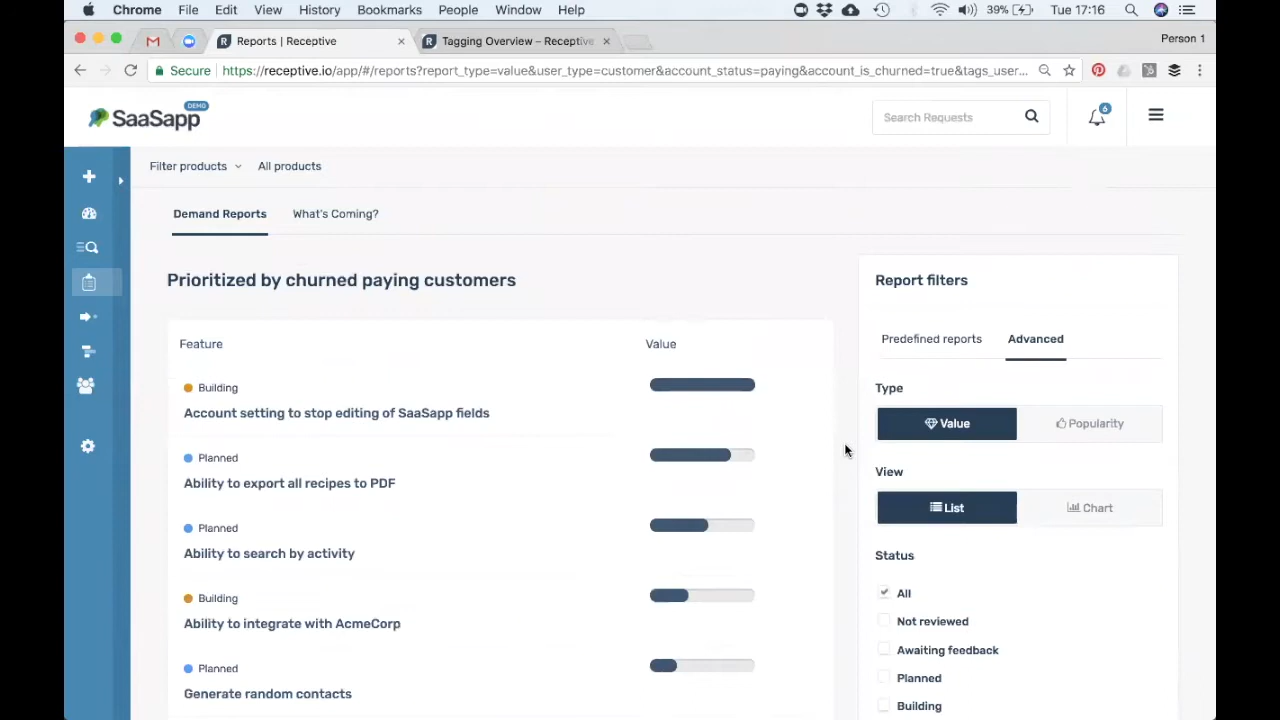 Chrome File Edit View History Bookmarks People Window Help 39% Tue 17:16
Reports | Receptive Tagging Overview – Receptive Person 1
Secure https://receptive.io/app/#/reports?report_type=value&user_type=customer&account_status=paying&account_is_churned=true&tags_user...
SaaSapp DEMO Search Requests 6
Filter products All products
Demand Reports What's Coming?
Prioritized by churned paying customers
Feature Value
Building
Account setting to stop editing of SaaSapp fields
Planned
Ability to export all recipes to PDF
Planned
Ability to search by activity
Building
Ability to integrate with AcmeCorp
Planned
Generate random contacts
Report filters
Predefined reports Advanced
Type
Value Popularity
View
List Chart
Status
All
Not reviewed
Awaiting feedback
Planned
Building